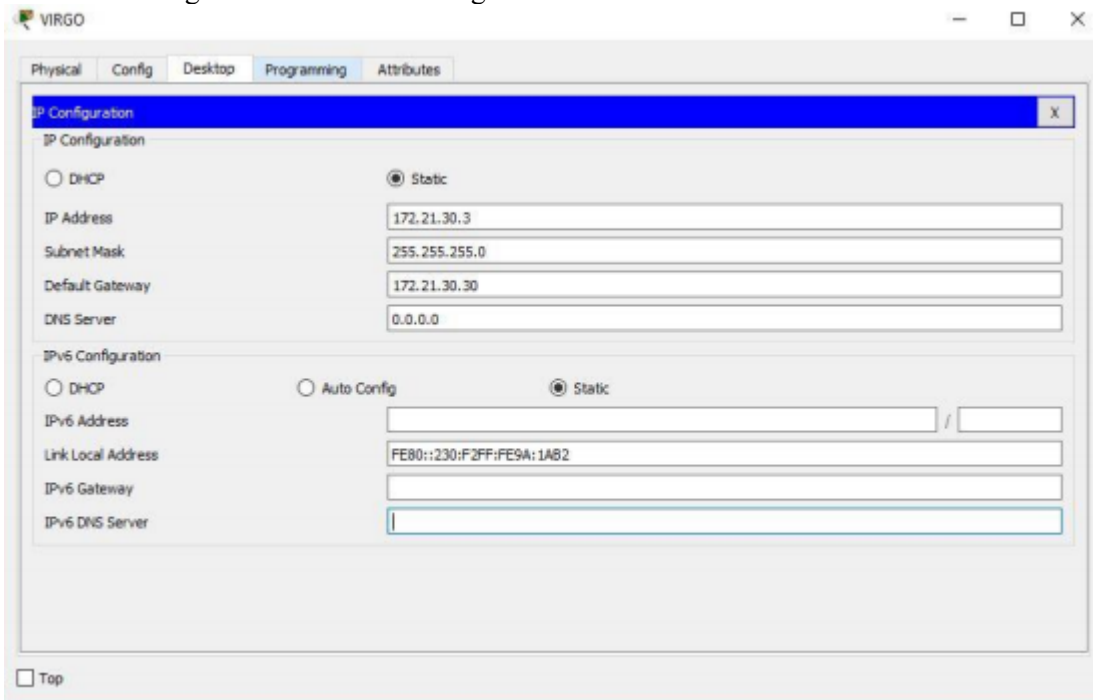 VIRGO
Physical Config Desktop Programming Attributes
IP Configuration X
IP Configuration
DHCP Static
IP Address 172.21.30.3
Subnet Mask 255.255.255.0
Default Gateway 172.21.30.30
DNS Server 0.0.0.0
IPv6 Configuration
DHCP Auto Config Static
IPv6 Address /
Link Local Address FE80::230:F2FF:FE9A:1AB2
IPv6 Gateway
IPv6 DNS Server
Top